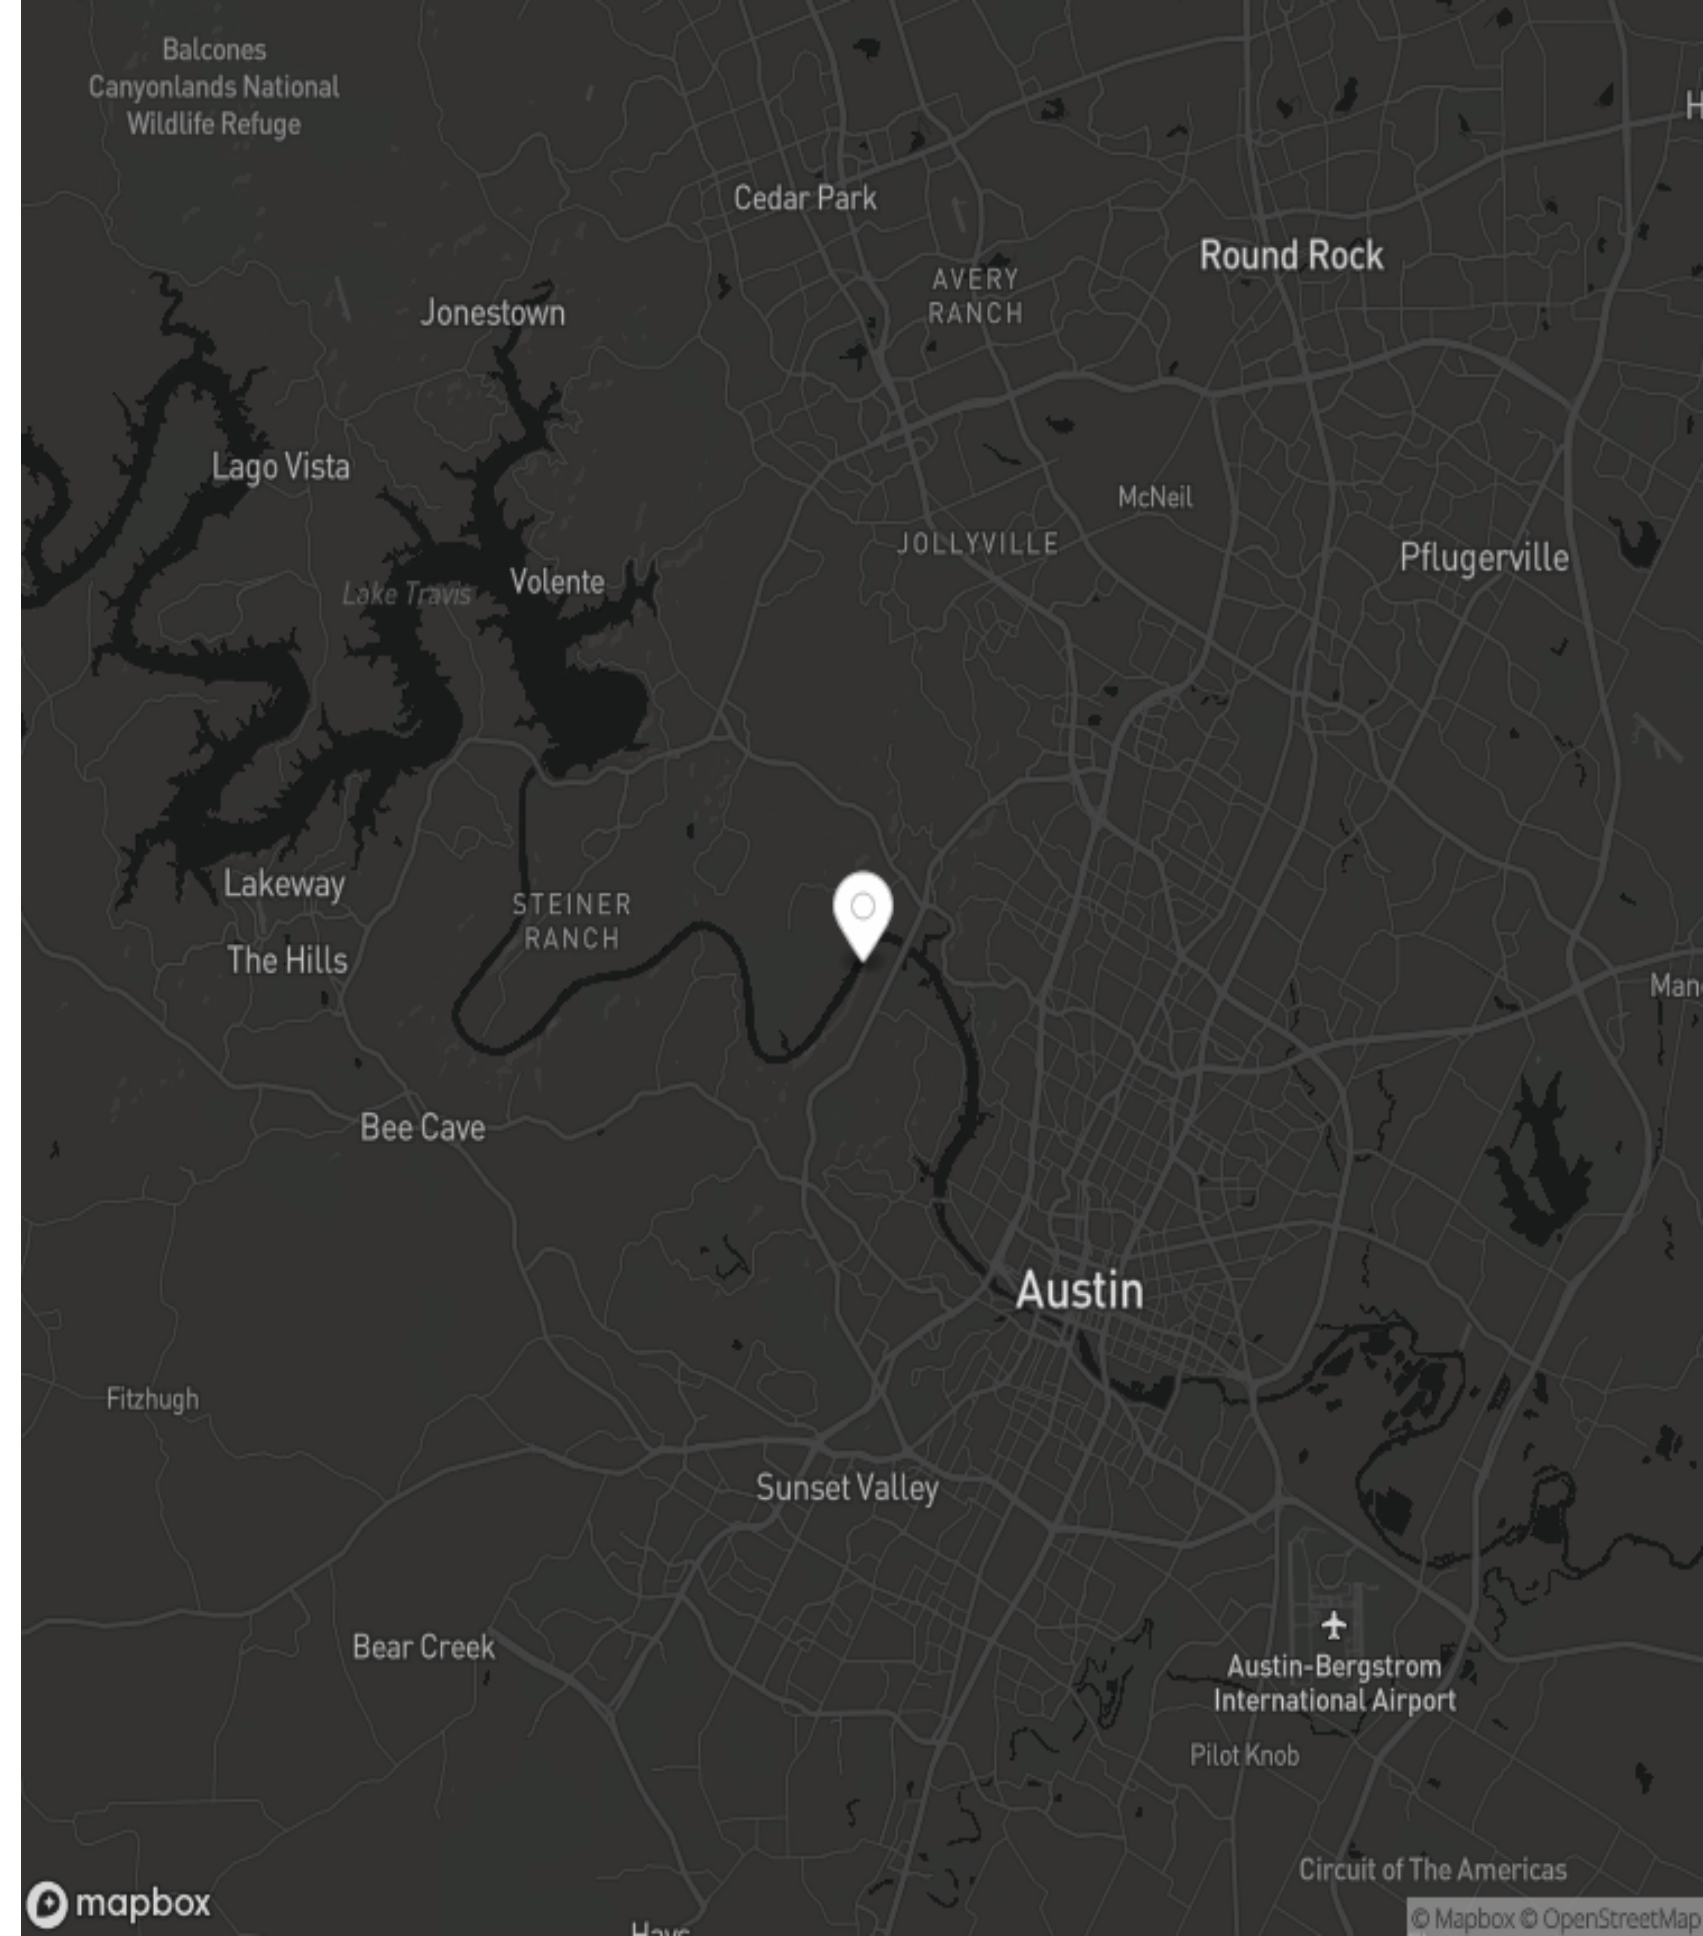 Balcones
Canyonlands National
Wildlife Refuge
Cedar Park
Round Rock
AVERY
RANCH
Jonestown
Lago Vista
McNeil
JOLLYVILLE
Pflugerville
Volente
Lake Travis
Lakeway
STEINER
RANCH
The Hills
Bee Cave
Austin
Fitzhugh
Sunset Valley
Bear Creek
Austin-Bergstrom
International Airport
Pilot Knob
Circuit of The Americas
mapbox
© Mapbox © OpenStreetMap